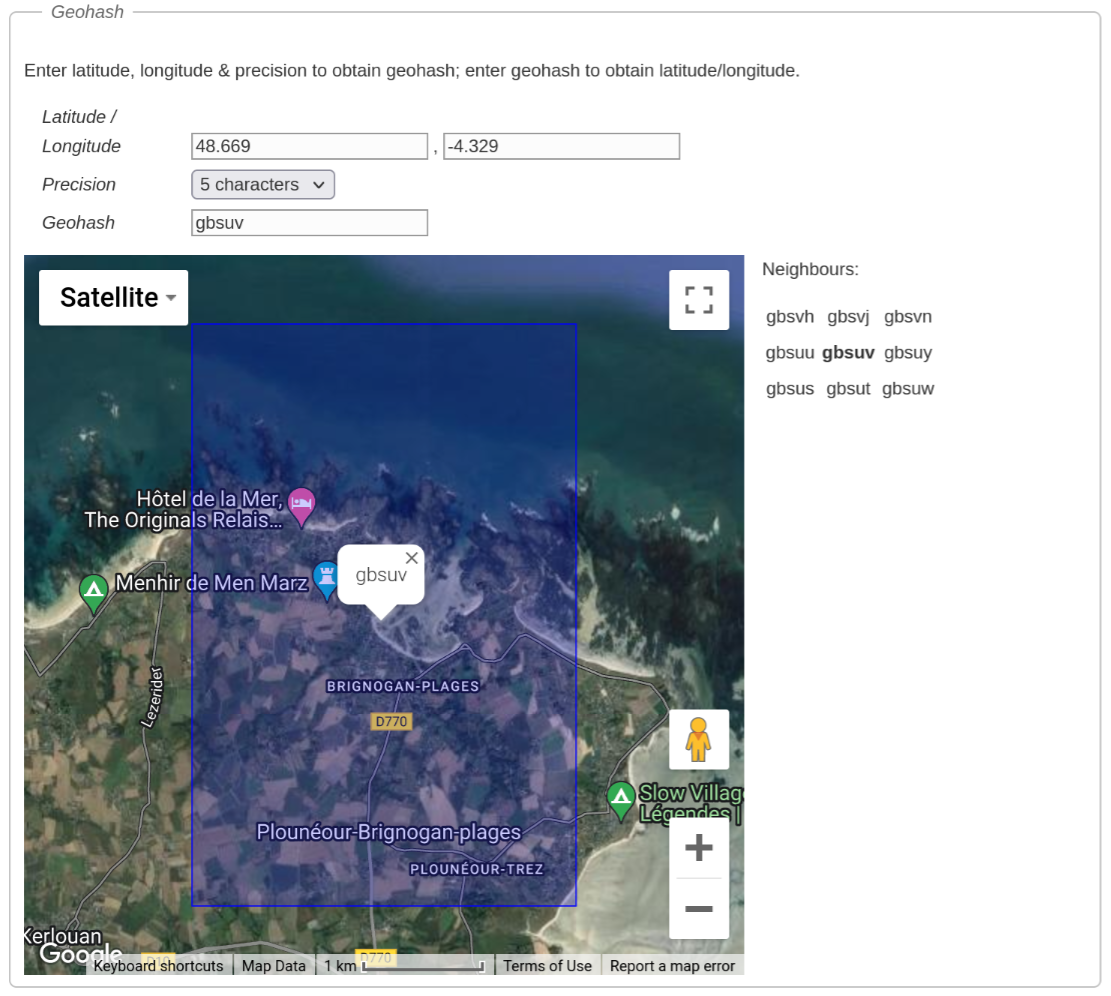 Geohash
Enter latitude, longitude & precision to obtain geohash; enter geohash to obtain latitude/longitude.
Latitude /
Longitude 48.669 , -4.329
Precision 5 characters
Geohash gbsuv
Satellite
Neighbours:
gbsvh gbsvj gbsvn
gbsuu gbsuv gbsuy
gbsus gbsut gbsuw
Hôtel de la Mer,
The Originals Relais...
gbsuv
Menhir de Men Marz
Lezerider
BRIGNOGAN-PLAGES
D770
Slow Villag
Légendes |
Plounéour-Brignogan-plages
PLOUNÉOUR-TREZ
Kerlouan
Google
D10
D770
Keyboard shortcuts Map Data 1 km Terms of Use Report a map error